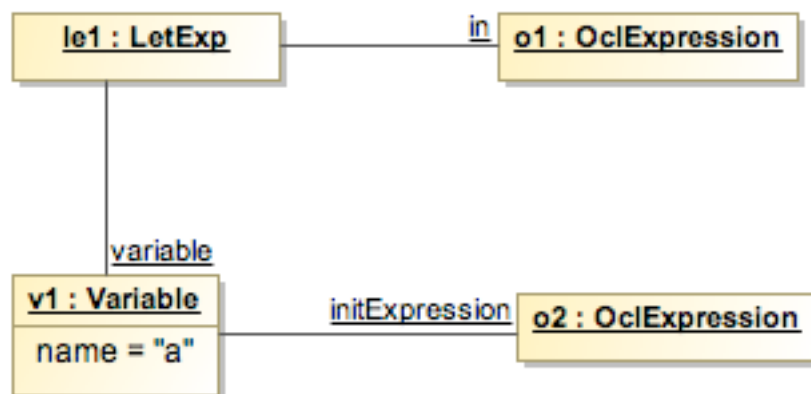 le1 : LetExp
in
o1 : OclExpression
variable
v1 : Variable
name = "a"
initExpression
o2 : OclExpression